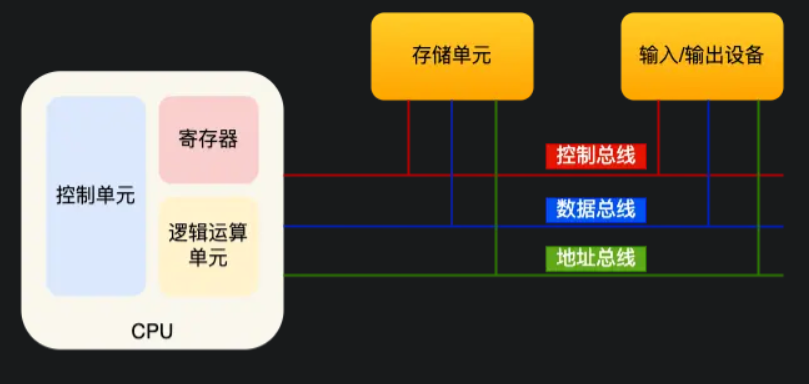 存储单元
输入/输出设备
控制单元
寄存器
逻辑运算
单元
CPU
控制总线
数据总线
地址总线